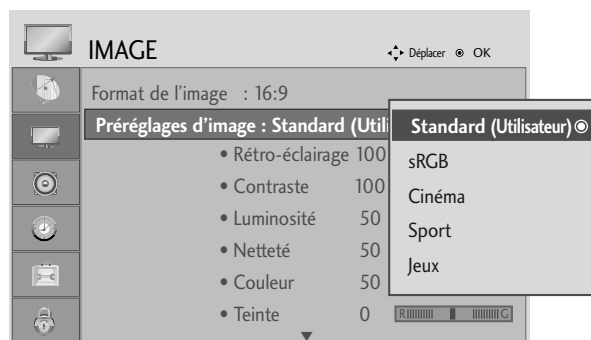 IMAGE
Déplacer OK
Format de l'image : 16:9
Préréglages d'image : Standard (Utili
• Rétro-éclairage 100
• Contraste 100
• Luminosité 50
• Netteté 50
• Couleur 50
• Teinte 0 R G
Standard (Utilisateur)
sRGB
Cinéma
Sport
Jeux